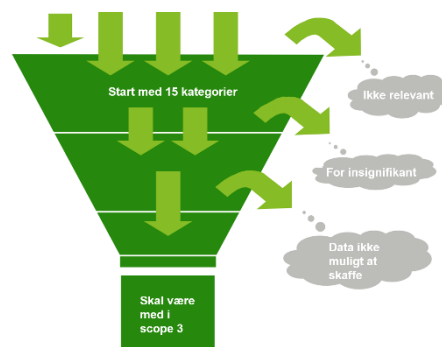 Start med 15 kategorier
Ikke relevant
For insignifikant
Data ikke
muligt at
skaffe
Skal være
med i
scope 3